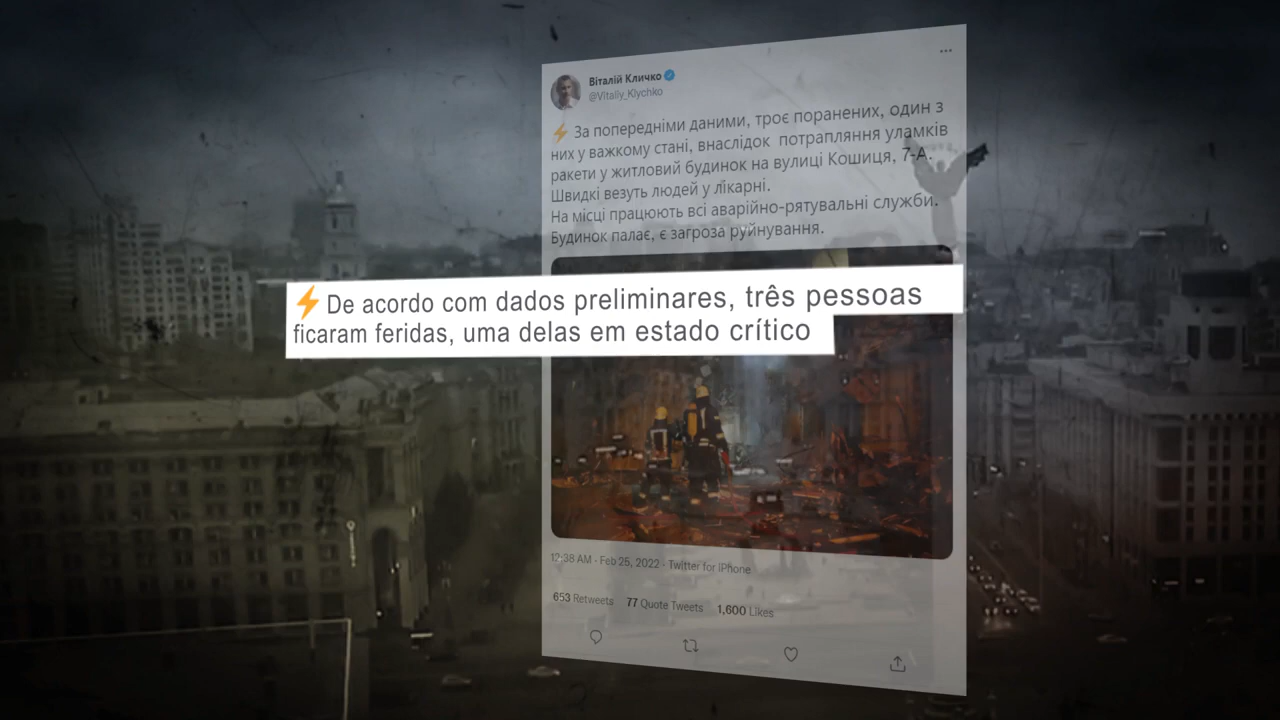 Віталій Кличко
@Vitaliy_Klychko
⚡ За попередніми даними, троє поранених, один з
них у важкому стані, внаслідок потрапляння уламків
ракети у житловий будинок на вулиці Кошиця, 7-А.
Швидкі везуть людей у лікарні.
На місці працюють всі аварійно-рятувальні служби.
Будинок палає, є загроза руйнування.
⚡ De acordo com dados preliminares, três pessoas
ficaram feridas, uma delas em estado crítico
12:38 AM · Feb 25, 2022 · Twitter for iPhone
653 Retweets 77 Quote Tweets 1,600 Likes